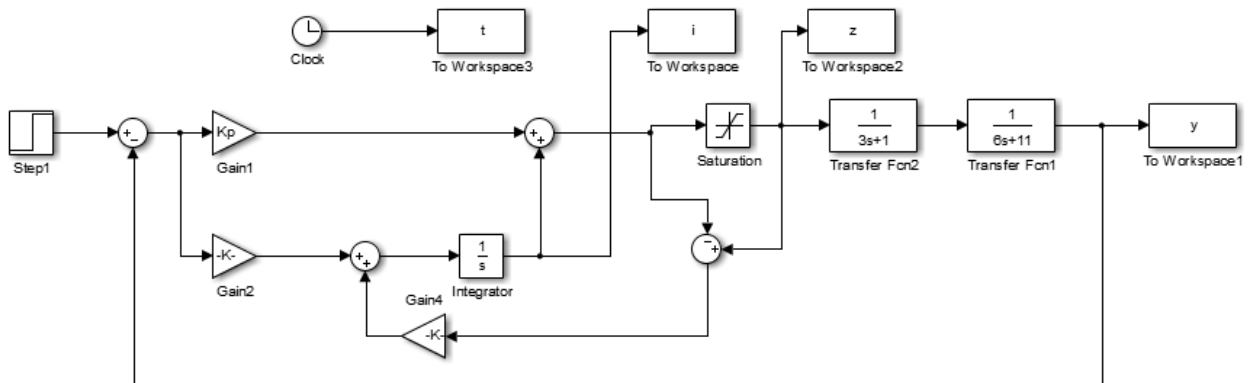 t
i
z
Clock
To Workspace3
To Workspace
To Workspace2
+
−
Kp
+
+
1
3s+1
1
6s+11
y
Step1
Gain1
Saturation
Transfer Fcn2
Transfer Fcn1
To Workspace1
-K-
+
+
1
s
−
+
Gain2
Integrator
Gain4
-K-